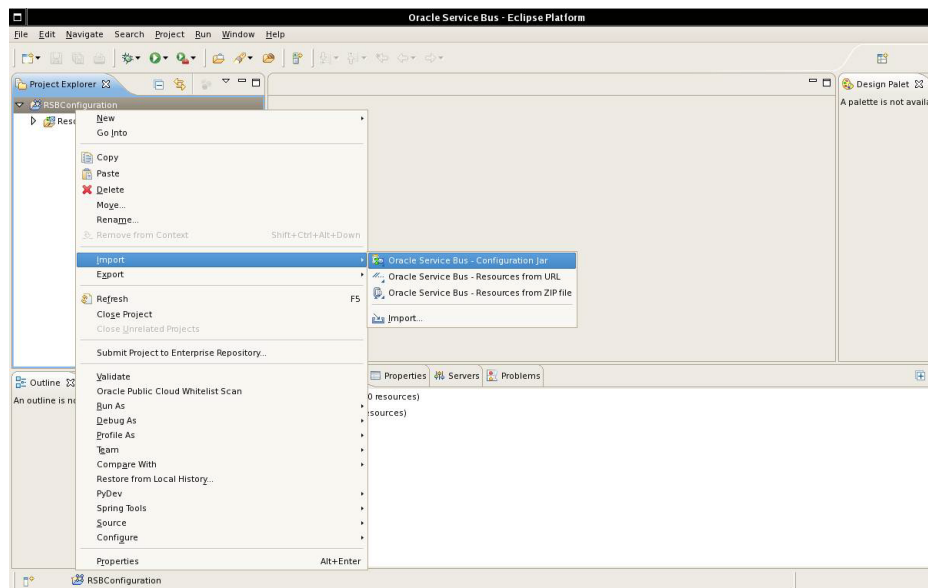 Oracle Service Bus - Eclipse Platform
File Edit Navigate Search Project Run Window Help
Project Explorer
Design Palet
RSBConfiguration
A palette is not availa
Reso
New
Go Into
Copy
Paste
Delete
Move...
Rename...
Remove from Context Shift+Ctrl+Alt+Down
Import
Oracle Service Bus - Configuration Jar
Export
Oracle Service Bus - Resources from URL
Oracle Service Bus - Resources from ZIP file
Refresh F5
Close Project
Import...
Close Unrelated Projects
Submit Project to Enterprise Repository...
Outline
Validate
Properties Servers Problems
An outline is no
Oracle Public Cloud Whitelist Scan
0 resources)
Run As
Debug As
esources)
Profile As
Team
Compare With
Restore from Local History...
PyDev
Spring Tools
Source
Configure
Properties Alt+Enter
RSBConfiguration